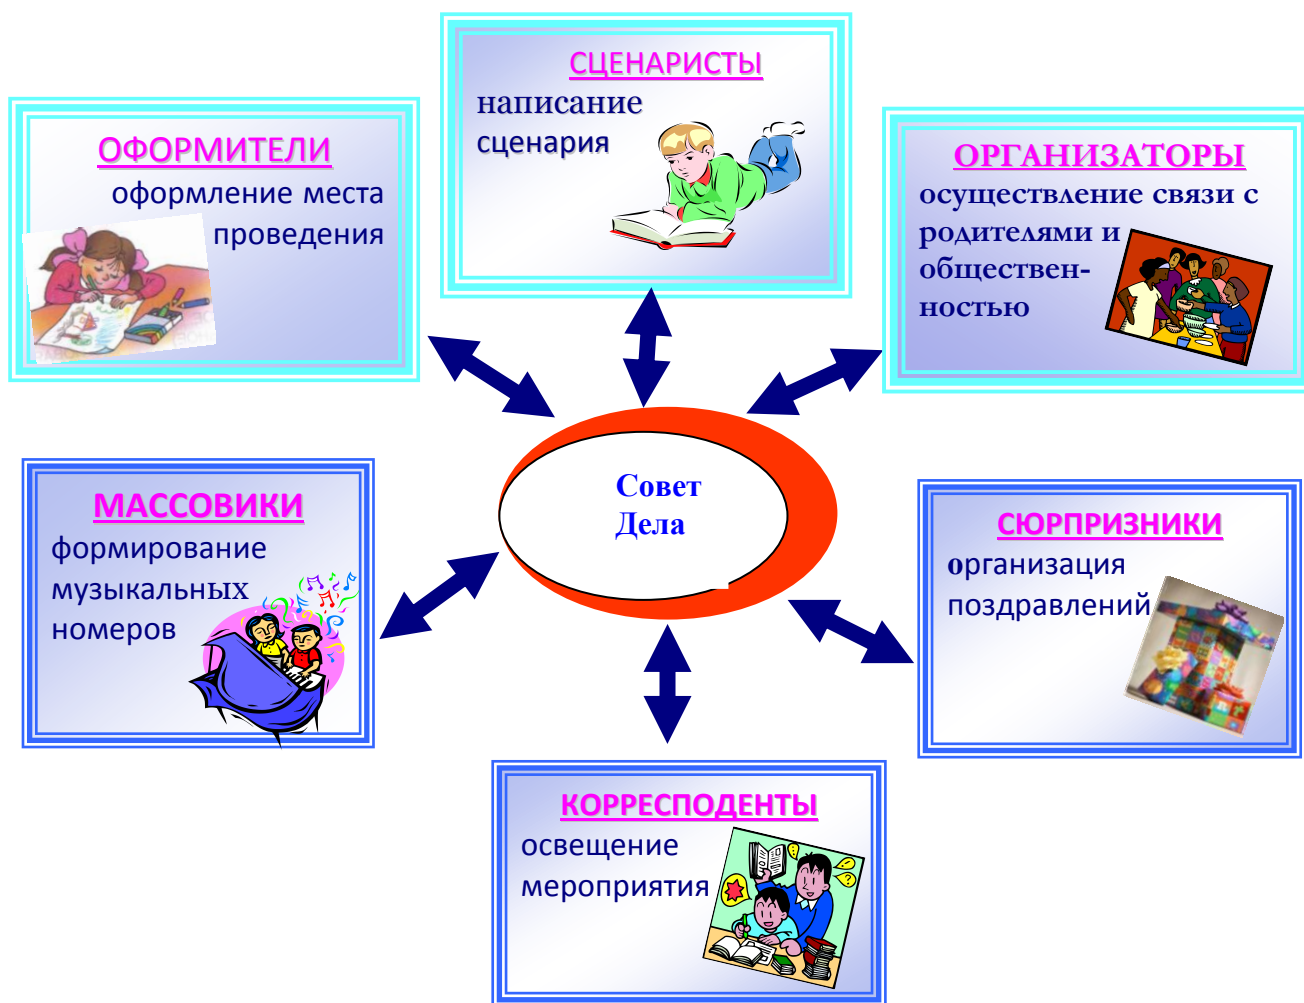 СЦЕНАРИСТЫ
написание
сценария
ОФОРМИТЕЛИ
оформление места
проведения
ОРГАНИЗАТОРЫ
осуществление связи с
родителями и
обществен-
ностью
Совет
Дела
МАССОВИКИ
формирование
музыкальных
номеров
СЮРПРИЗНИКИ
организация
поздравлений
КОРРЕСПОДЕНТЫ
освещение
мероприятия